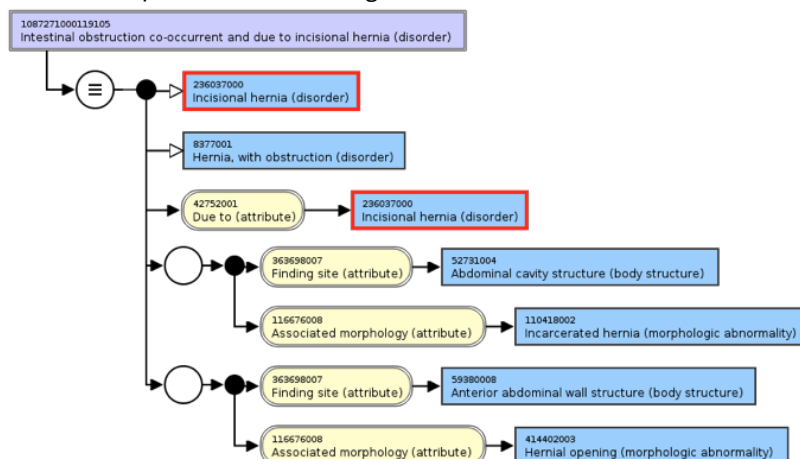 1087271000119105
Intestinal obstruction co-occurrent and due to incisional hernia (disorder)
236037000
Incisional hernia (disorder)
8377001
Hernia, with obstruction (disorder)
42752001
Due to (attribute)
236037000
Incisional hernia (disorder)
363698007
Finding site (attribute)
52731004
Abdominal cavity structure (body structure)
116676008
Associated morphology (attribute)
110418002
Incarcerated hernia (morphologic abnormality)
363698007
Finding site (attribute)
59380008
Anterior abdominal wall structure (body structure)
116676008
Associated morphology (attribute)
414402003
Hernial opening (morphologic abnormality)